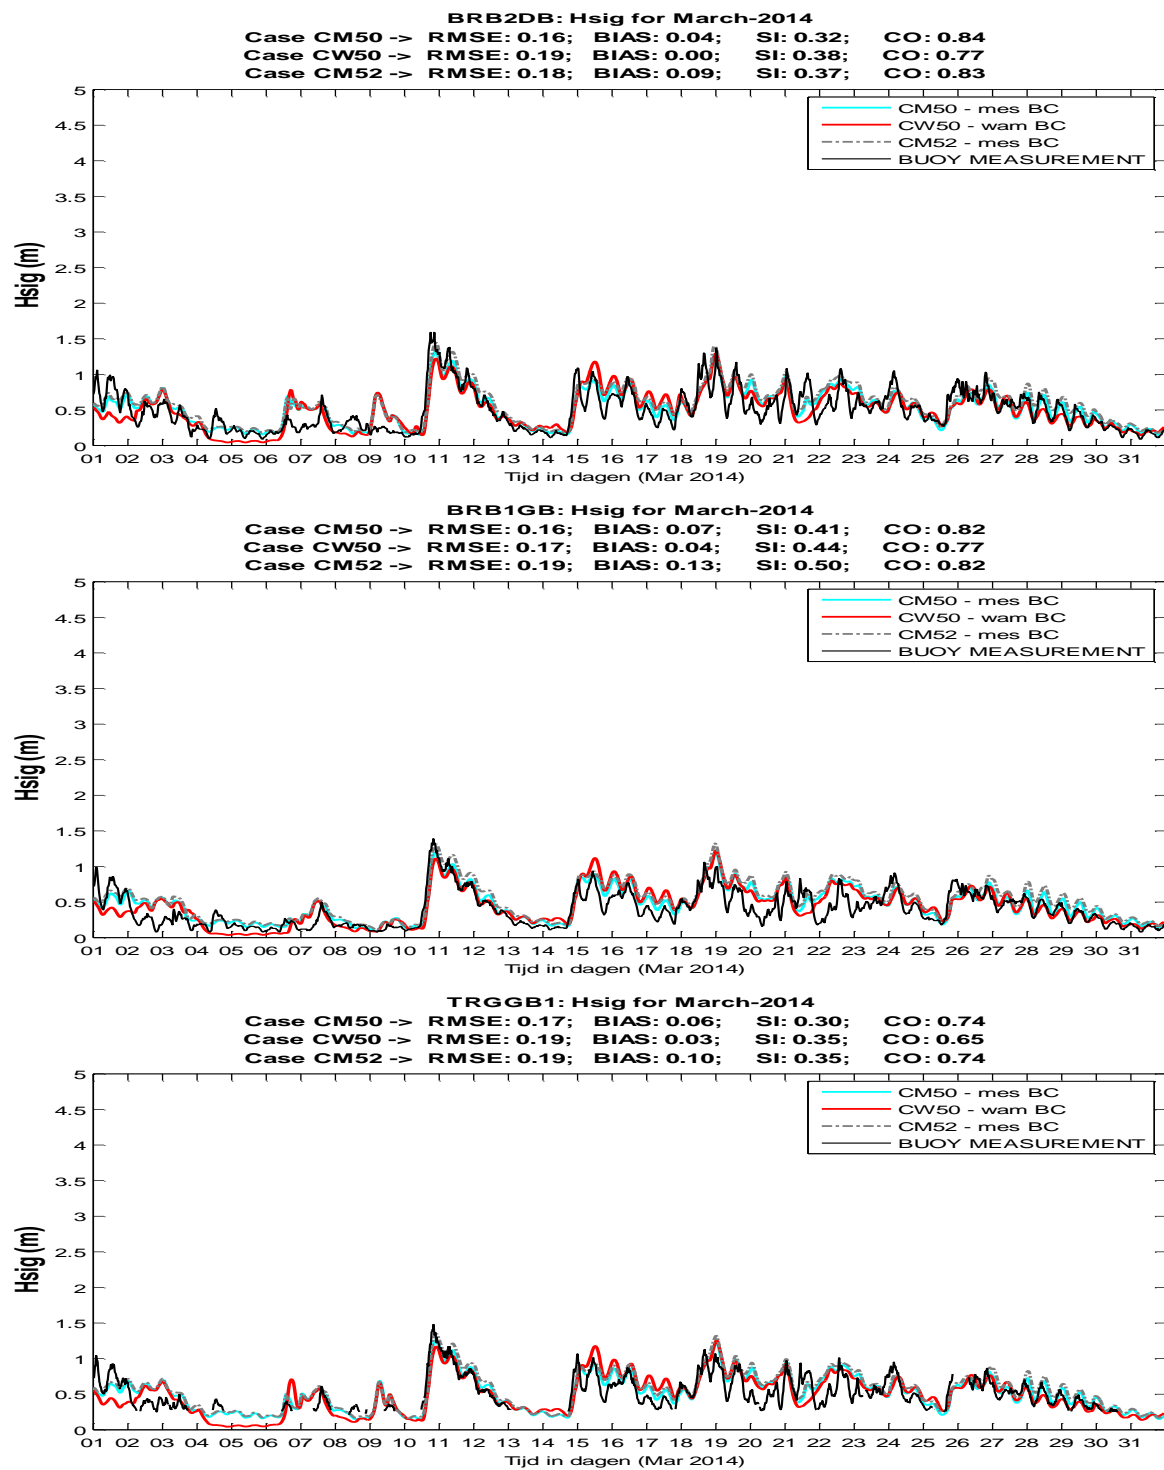 BRB2DB: Hsig for March-2014
Case CM50 -> RMSE: 0.16; BIAS: 0.04; SI: 0.32; CO: 0.84
Case CW50 -> RMSE: 0.19; BIAS: 0.00; SI: 0.38; CO: 0.77
Case CM52 -> RMSE: 0.18; BIAS: 0.09; SI: 0.37; CO: 0.83
5
4.5
4
3.5
3
2.5
2
1.5
1
0.5
0
Hsig (m)
CM50 - mes BC
CW50 - wam BC
CM52 - mes BC
BUOY MEASUREMENT
01 02 03 04 05 06 07 08 09 10 11 12 13 14 15 16 17 18 19 20 21 22 23 24 25 26 27 28 29 30 31
Tijd in dagen (Mar 2014)
BRB1GB: Hsig for March-2014
Case CM50 -> RMSE: 0.16; BIAS: 0.07; SI: 0.41; CO: 0.82
Case CW50 -> RMSE: 0.17; BIAS: 0.04; SI: 0.44; CO: 0.77
Case CM52 -> RMSE: 0.19; BIAS: 0.13; SI: 0.50; CO: 0.82
5
4.5
4
3.5
3
2.5
2
1.5
1
0.5
0
Hsig (m)
CM50 - mes BC
CW50 - wam BC
CM52 - mes BC
BUOY MEASUREMENT
01 02 03 04 05 06 07 08 09 10 11 12 13 14 15 16 17 18 19 20 21 22 23 24 25 26 27 28 29 30 31
Tijd in dagen (Mar 2014)
TRGGB1: Hsig for March-2014
Case CM50 -> RMSE: 0.17; BIAS: 0.06; SI: 0.30; CO: 0.74
Case CW50 -> RMSE: 0.19; BIAS: 0.03; SI: 0.35; CO: 0.65
Case CM52 -> RMSE: 0.19; BIAS: 0.10; SI: 0.35; CO: 0.74
5
4.5
4
3.5
3
2.5
2
1.5
1
0.5
0
Hsig (m)
CM50 - mes BC
CW50 - wam BC
CM52 - mes BC
BUOY MEASUREMENT
01 02 03 04 05 06 07 08 09 10 11 12 13 14 15 16 17 18 19 20 21 22 23 24 25 26 27 28 29 30 31
Tijd in dagen (Mar 2014)